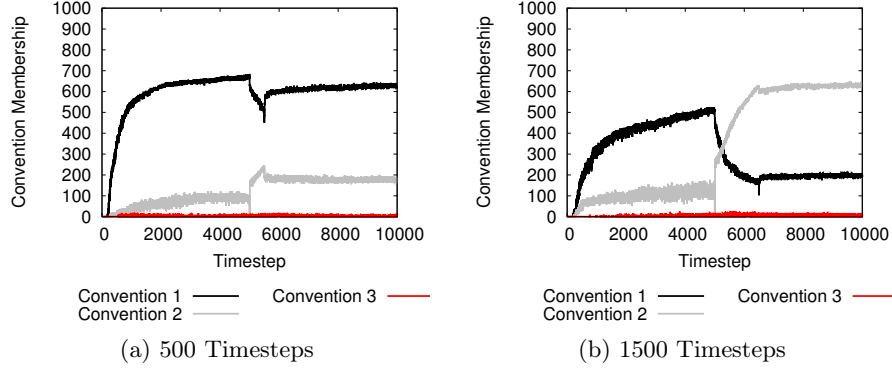 1000
900
800
700
600
500
400
300
200
100
0
Convention Membership
0 2000 4000 6000 8000 10000
Timestep
Convention 1 Convention 3
Convention 2
(a) 500 Timesteps
1000
900
800
700
600
500
400
300
200
100
0
Convention Membership
0 2000 4000 6000 8000 10000
Timestep
Convention 1 Convention 3
Convention 2
(b) 1500 Timesteps